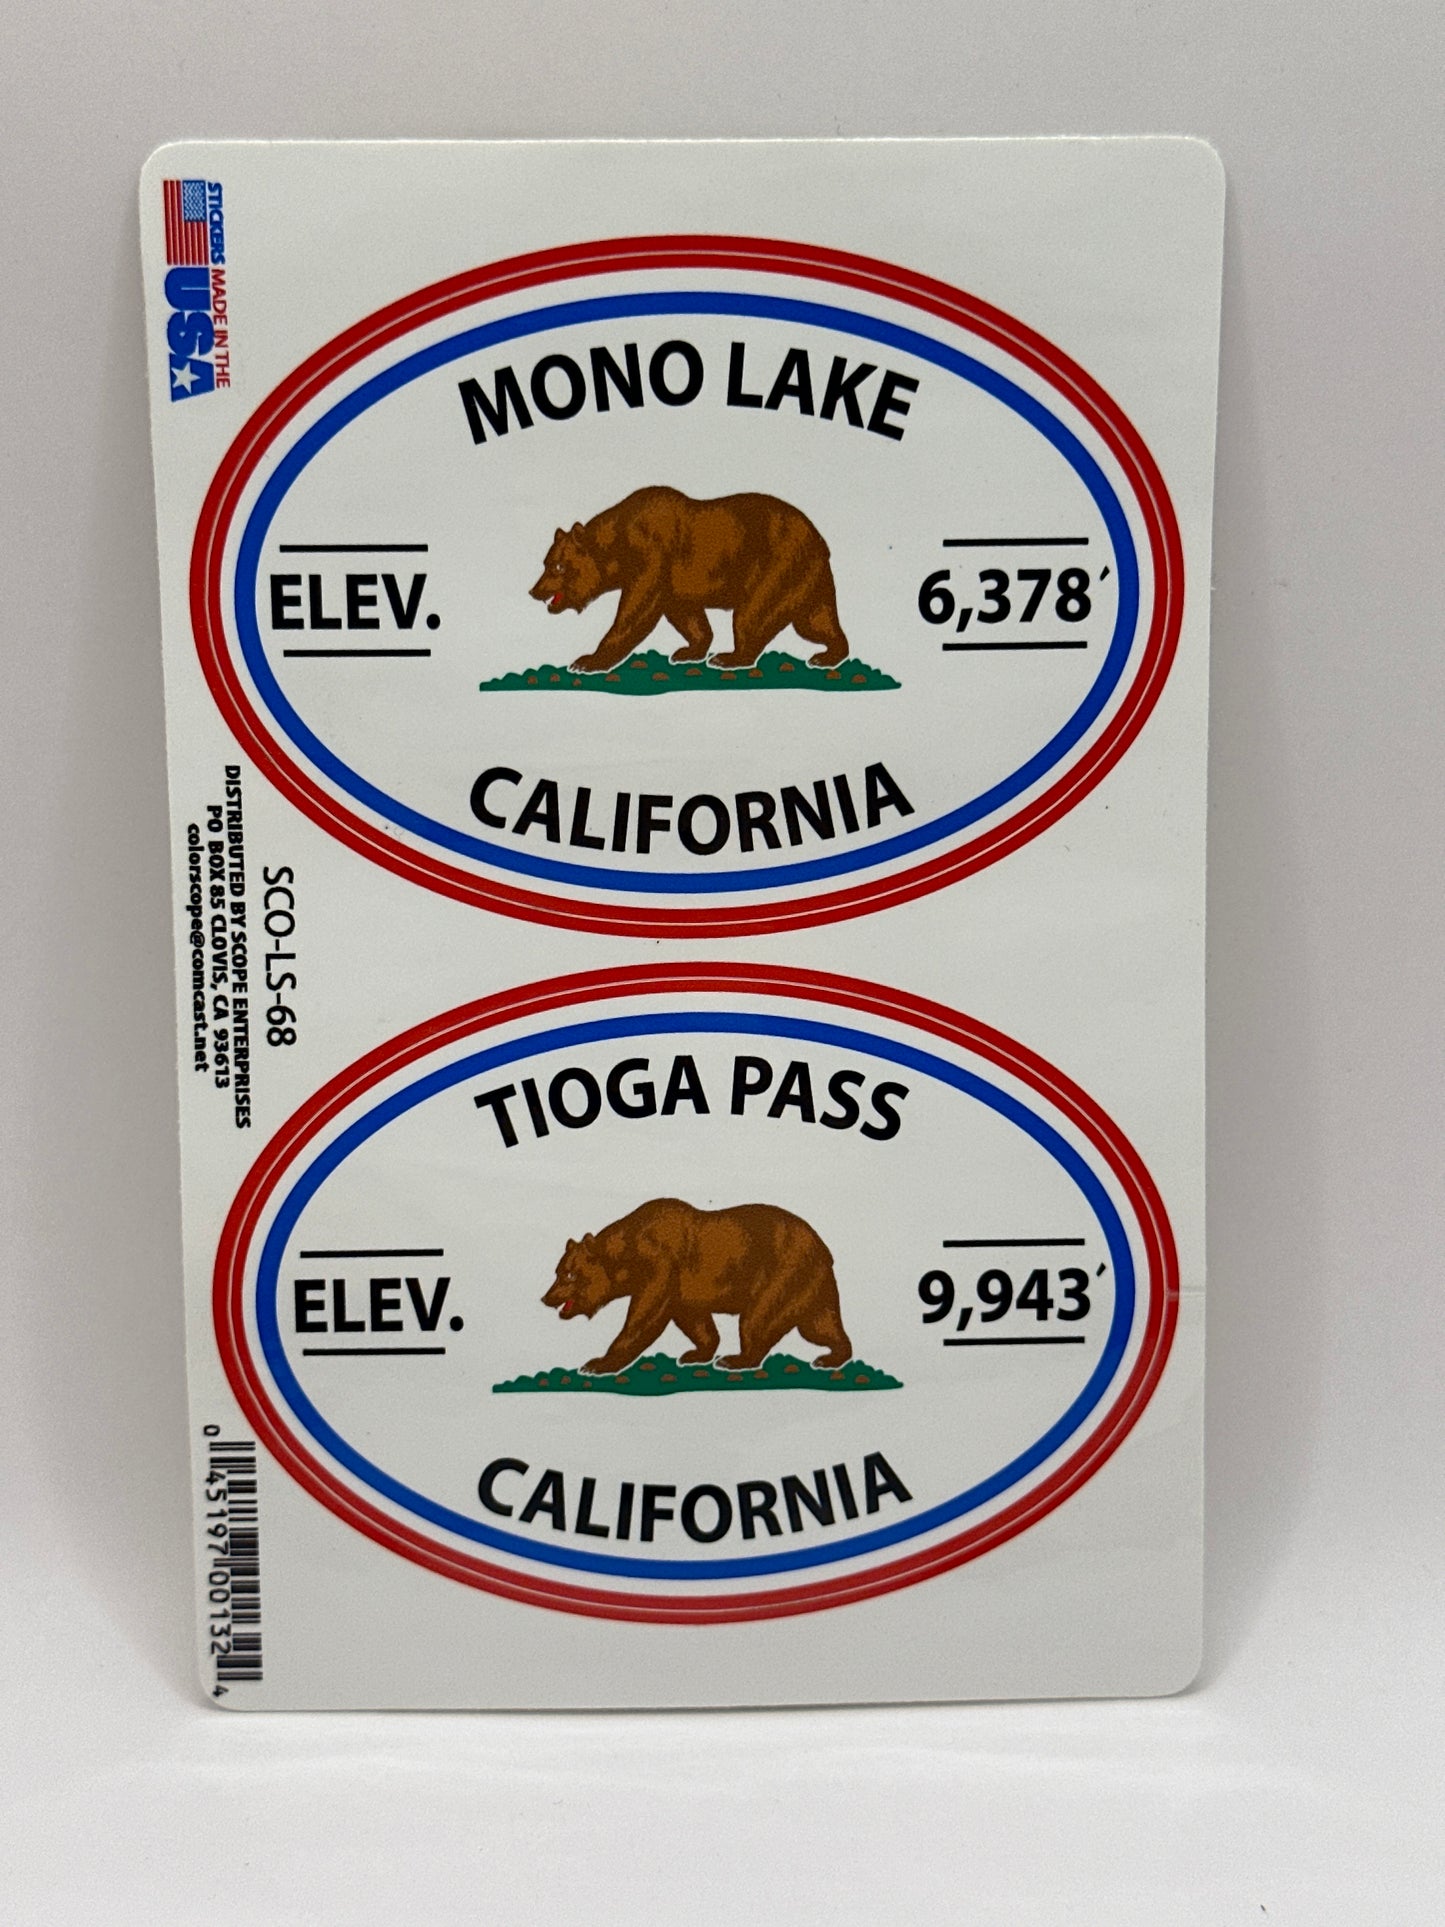 STICKERS MADE IN THE
USA
MONO LAKE
ELEV.
6,378′
CALIFORNIA
DISTRIBUTED BY SCOPE ENTERPRISES
PO BOX 85 CLOVIS, CA 93613
colorscope@comcast.net
SCO-LS-68
TIOGA PASS
ELEV.
9,943′
CALIFORNIA
0 45197 00132 4